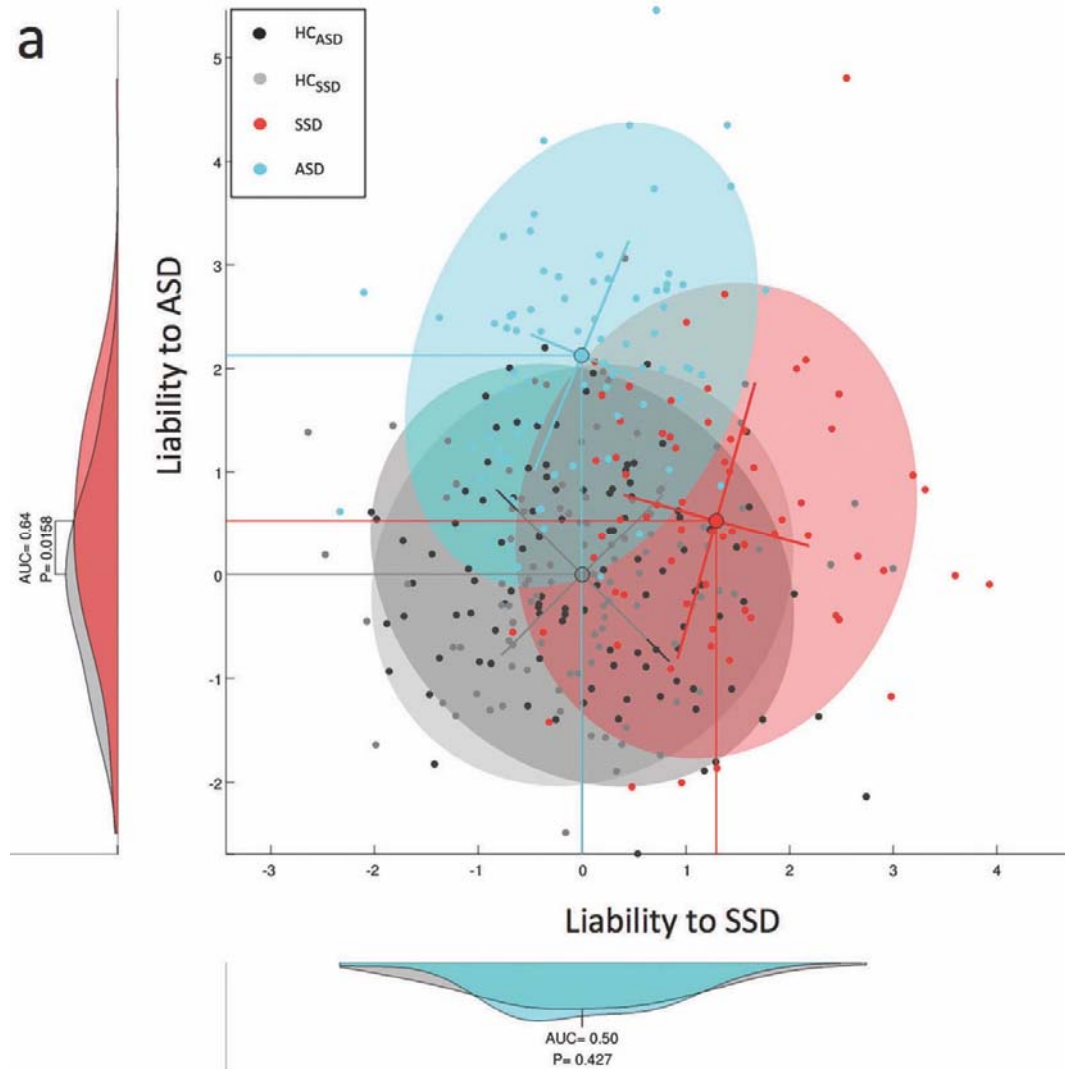 a
HCASD
HCSSD
SSD
ASD
5
4
3
2
1
0
-1
-2
Liability to ASD
AUC= 0.64
P= 0.0158
-3
-2
-1
0
1
2
3
4
Liability to SSD
AUC= 0.50
P= 0.427